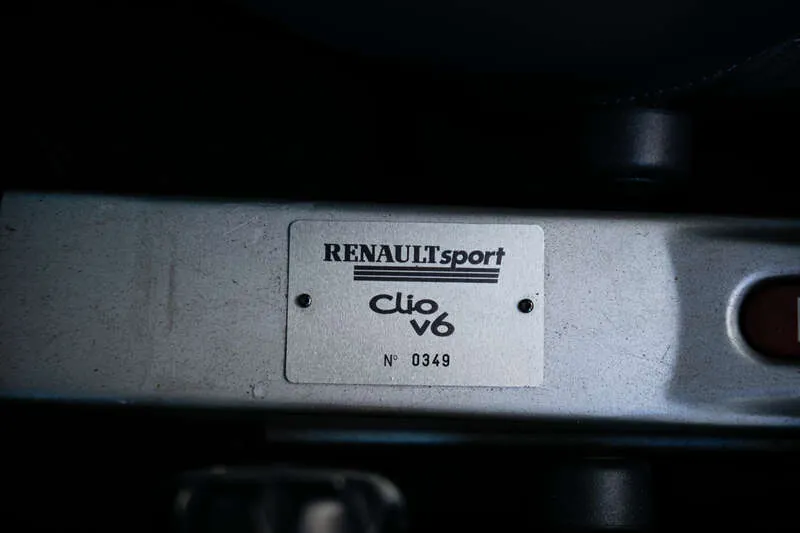 RENAULTsport
Clio
v6
N° 0349